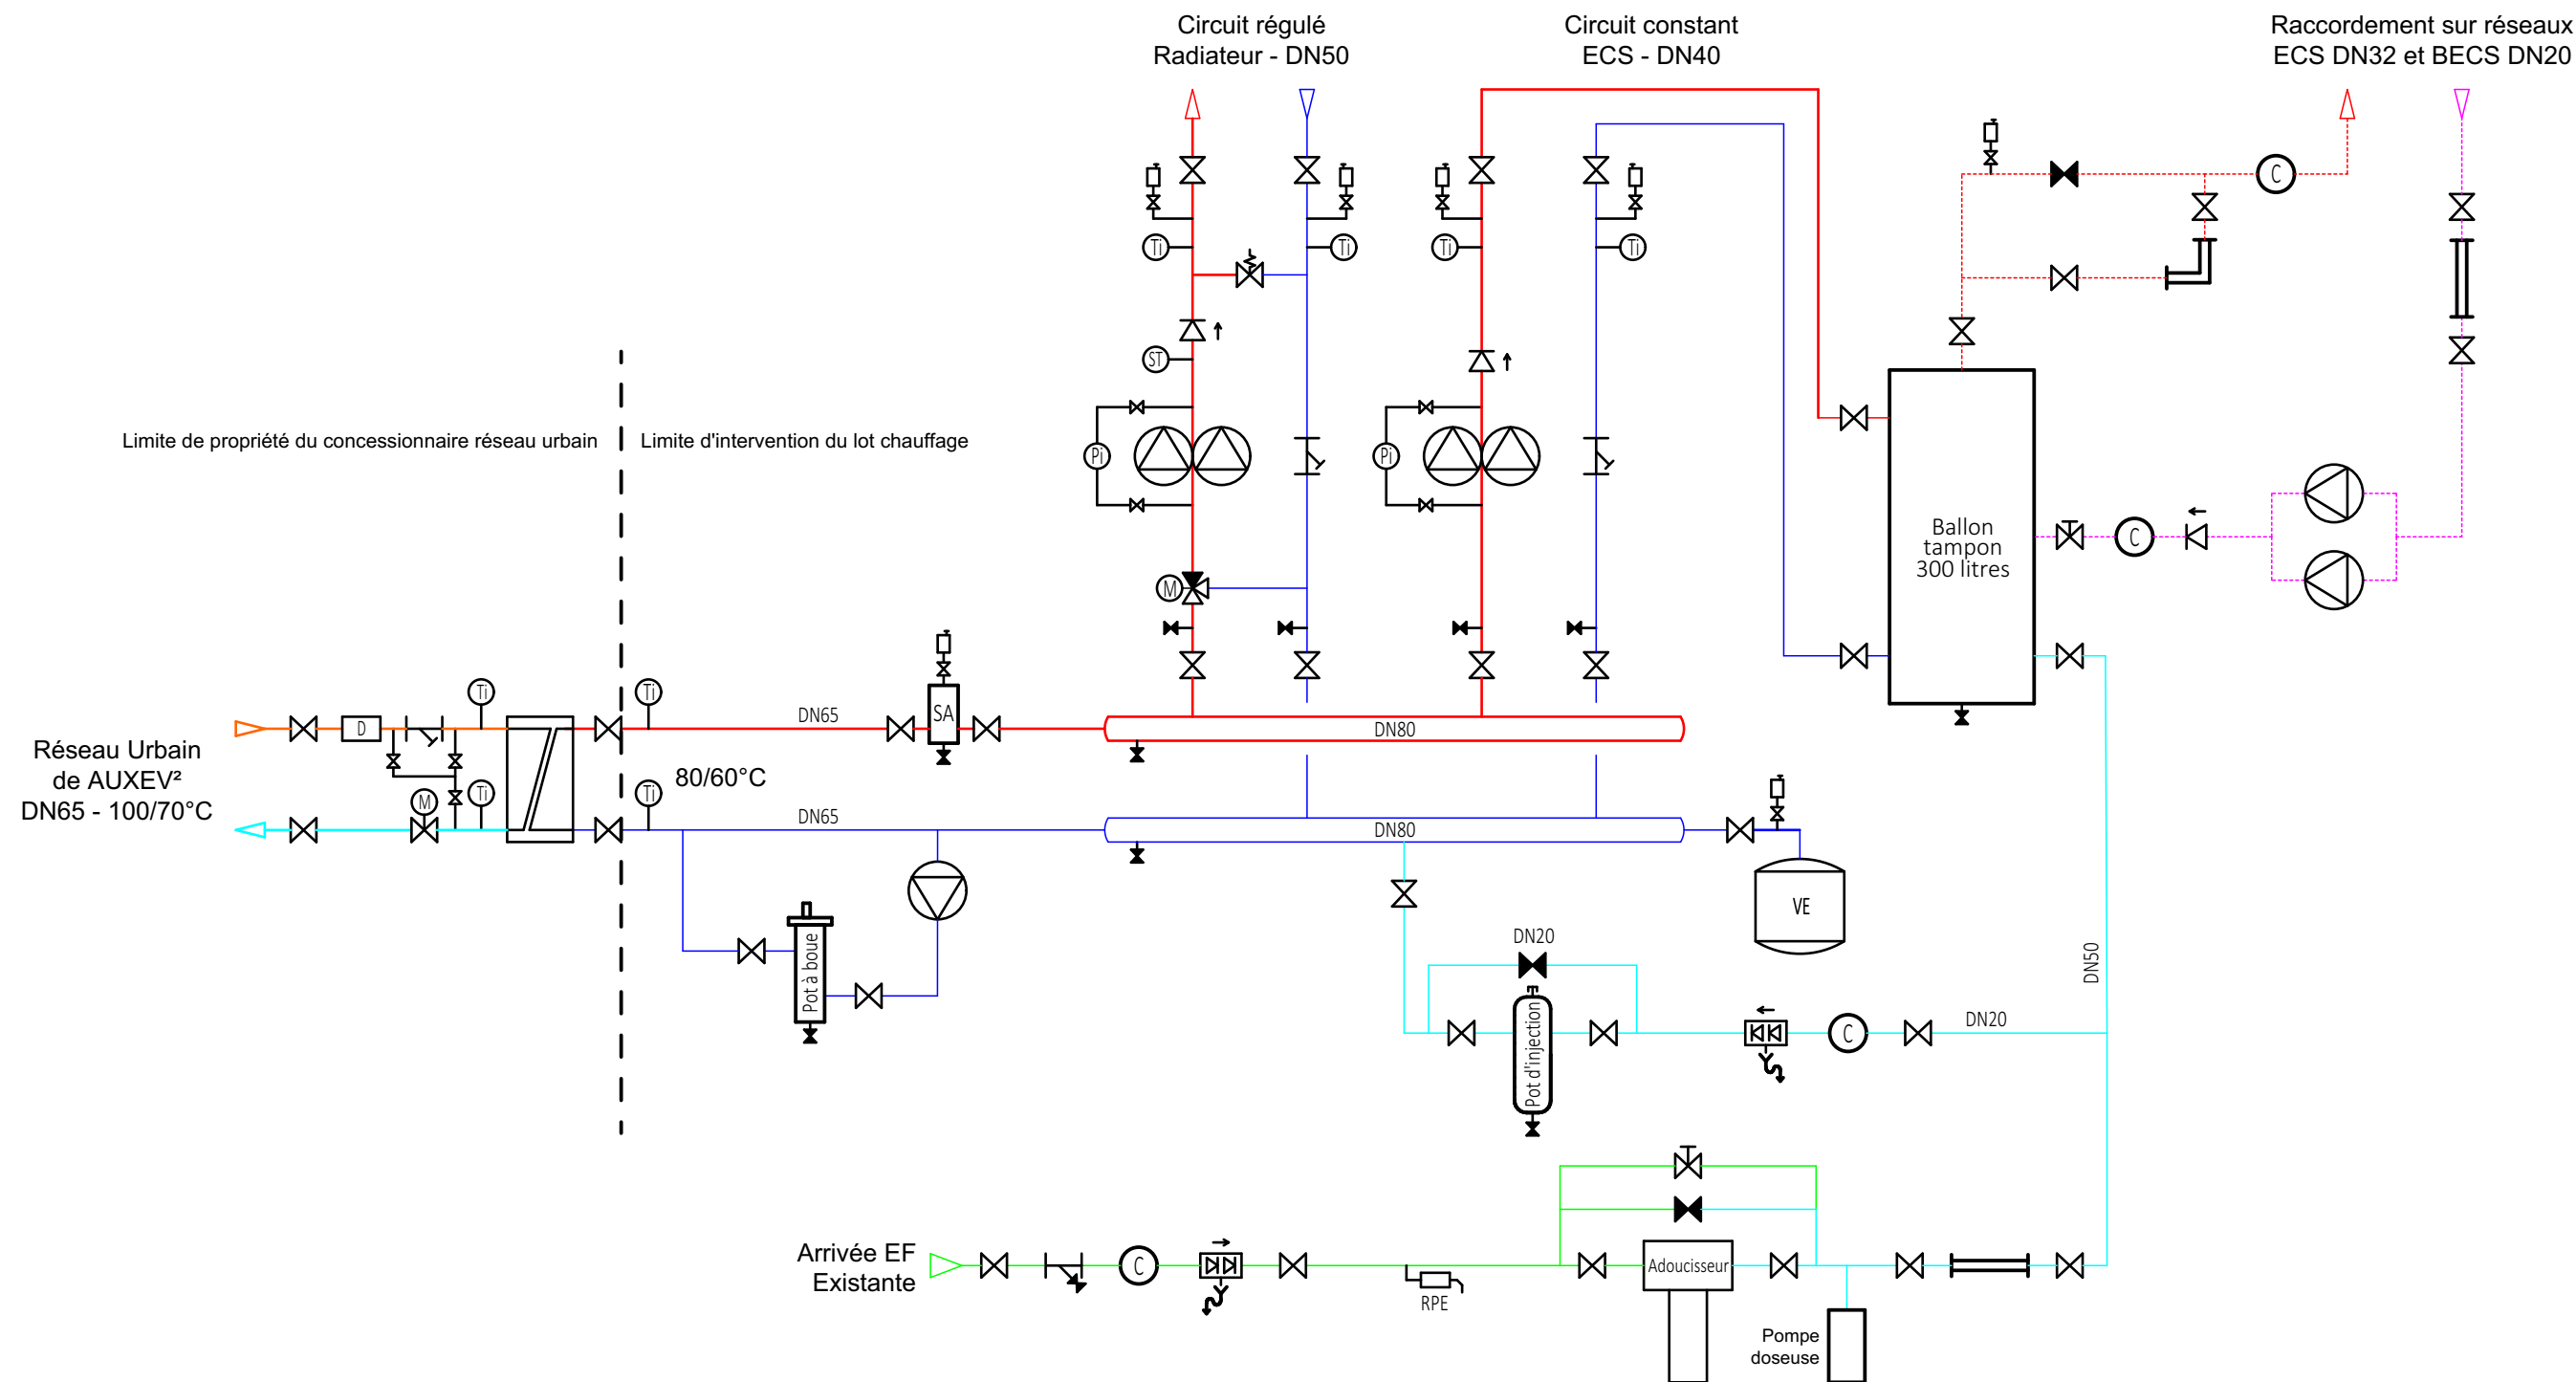 Circuit régulé
Radiateur - DN50
Circuit constant
ECS - DN40
Raccordement sur réseaux
ECS DN32 et BECS DN20
C
Ti
Ti
Ti
Ti
ST
Limite de propriété du concessionnaire réseau urbain
Limite d'intervention du lot chauffage
Pi
Pi
Ballon
tampon
300 litres
C
M
Ti
Ti
SA
DN65
D
DN80
Réseau Urbain
de AUXEV²
DN65 - 100/70°C
M
Ti
Ti
80/60°C
DN65
DN80
VE
Pot à boue
DN20
Pot d'injection
C
DN20
DN50
Arrivée EF
Existante
C
RPE
Adoucisseur
Pompe
doseuse